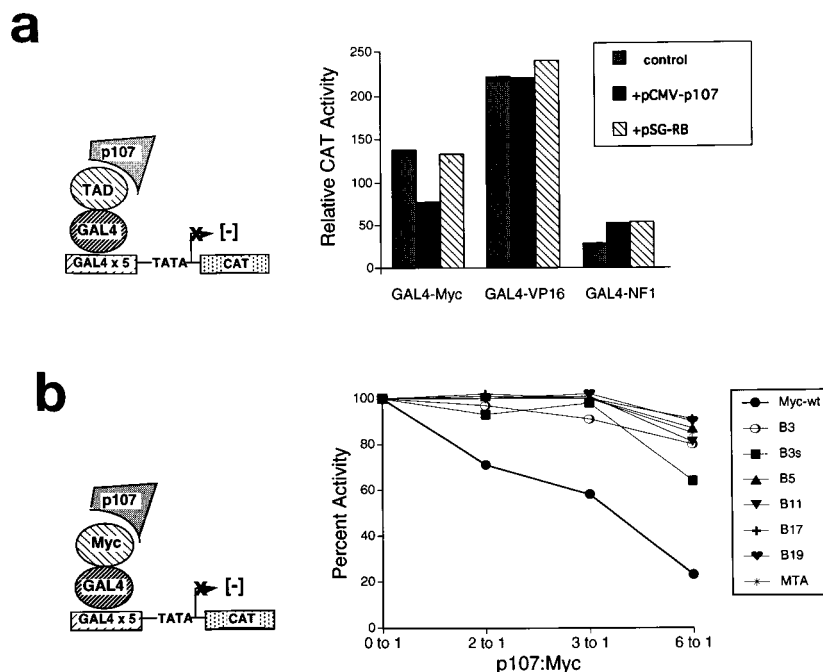 a
p107
TAD
GAL4
GAL4 x 5
TATA
X
[-]
CAT
Relative CAT Activity
250
200
150
100
50
0
GAL4-Myc
GAL4-VP16
GAL4-NF1
control
+pCMV-p107
+pSG-RB
b
p107
Myc
GAL4
GAL4 x 5
TATA
X
[-]
CAT
Percent Activity
100
80
60
40
20
0
0 to 1
2 to 1
3 to 1
6 to 1
p107:Myc
Myc-wt
B3
B3s
B5
B11
B17
B19
MTA